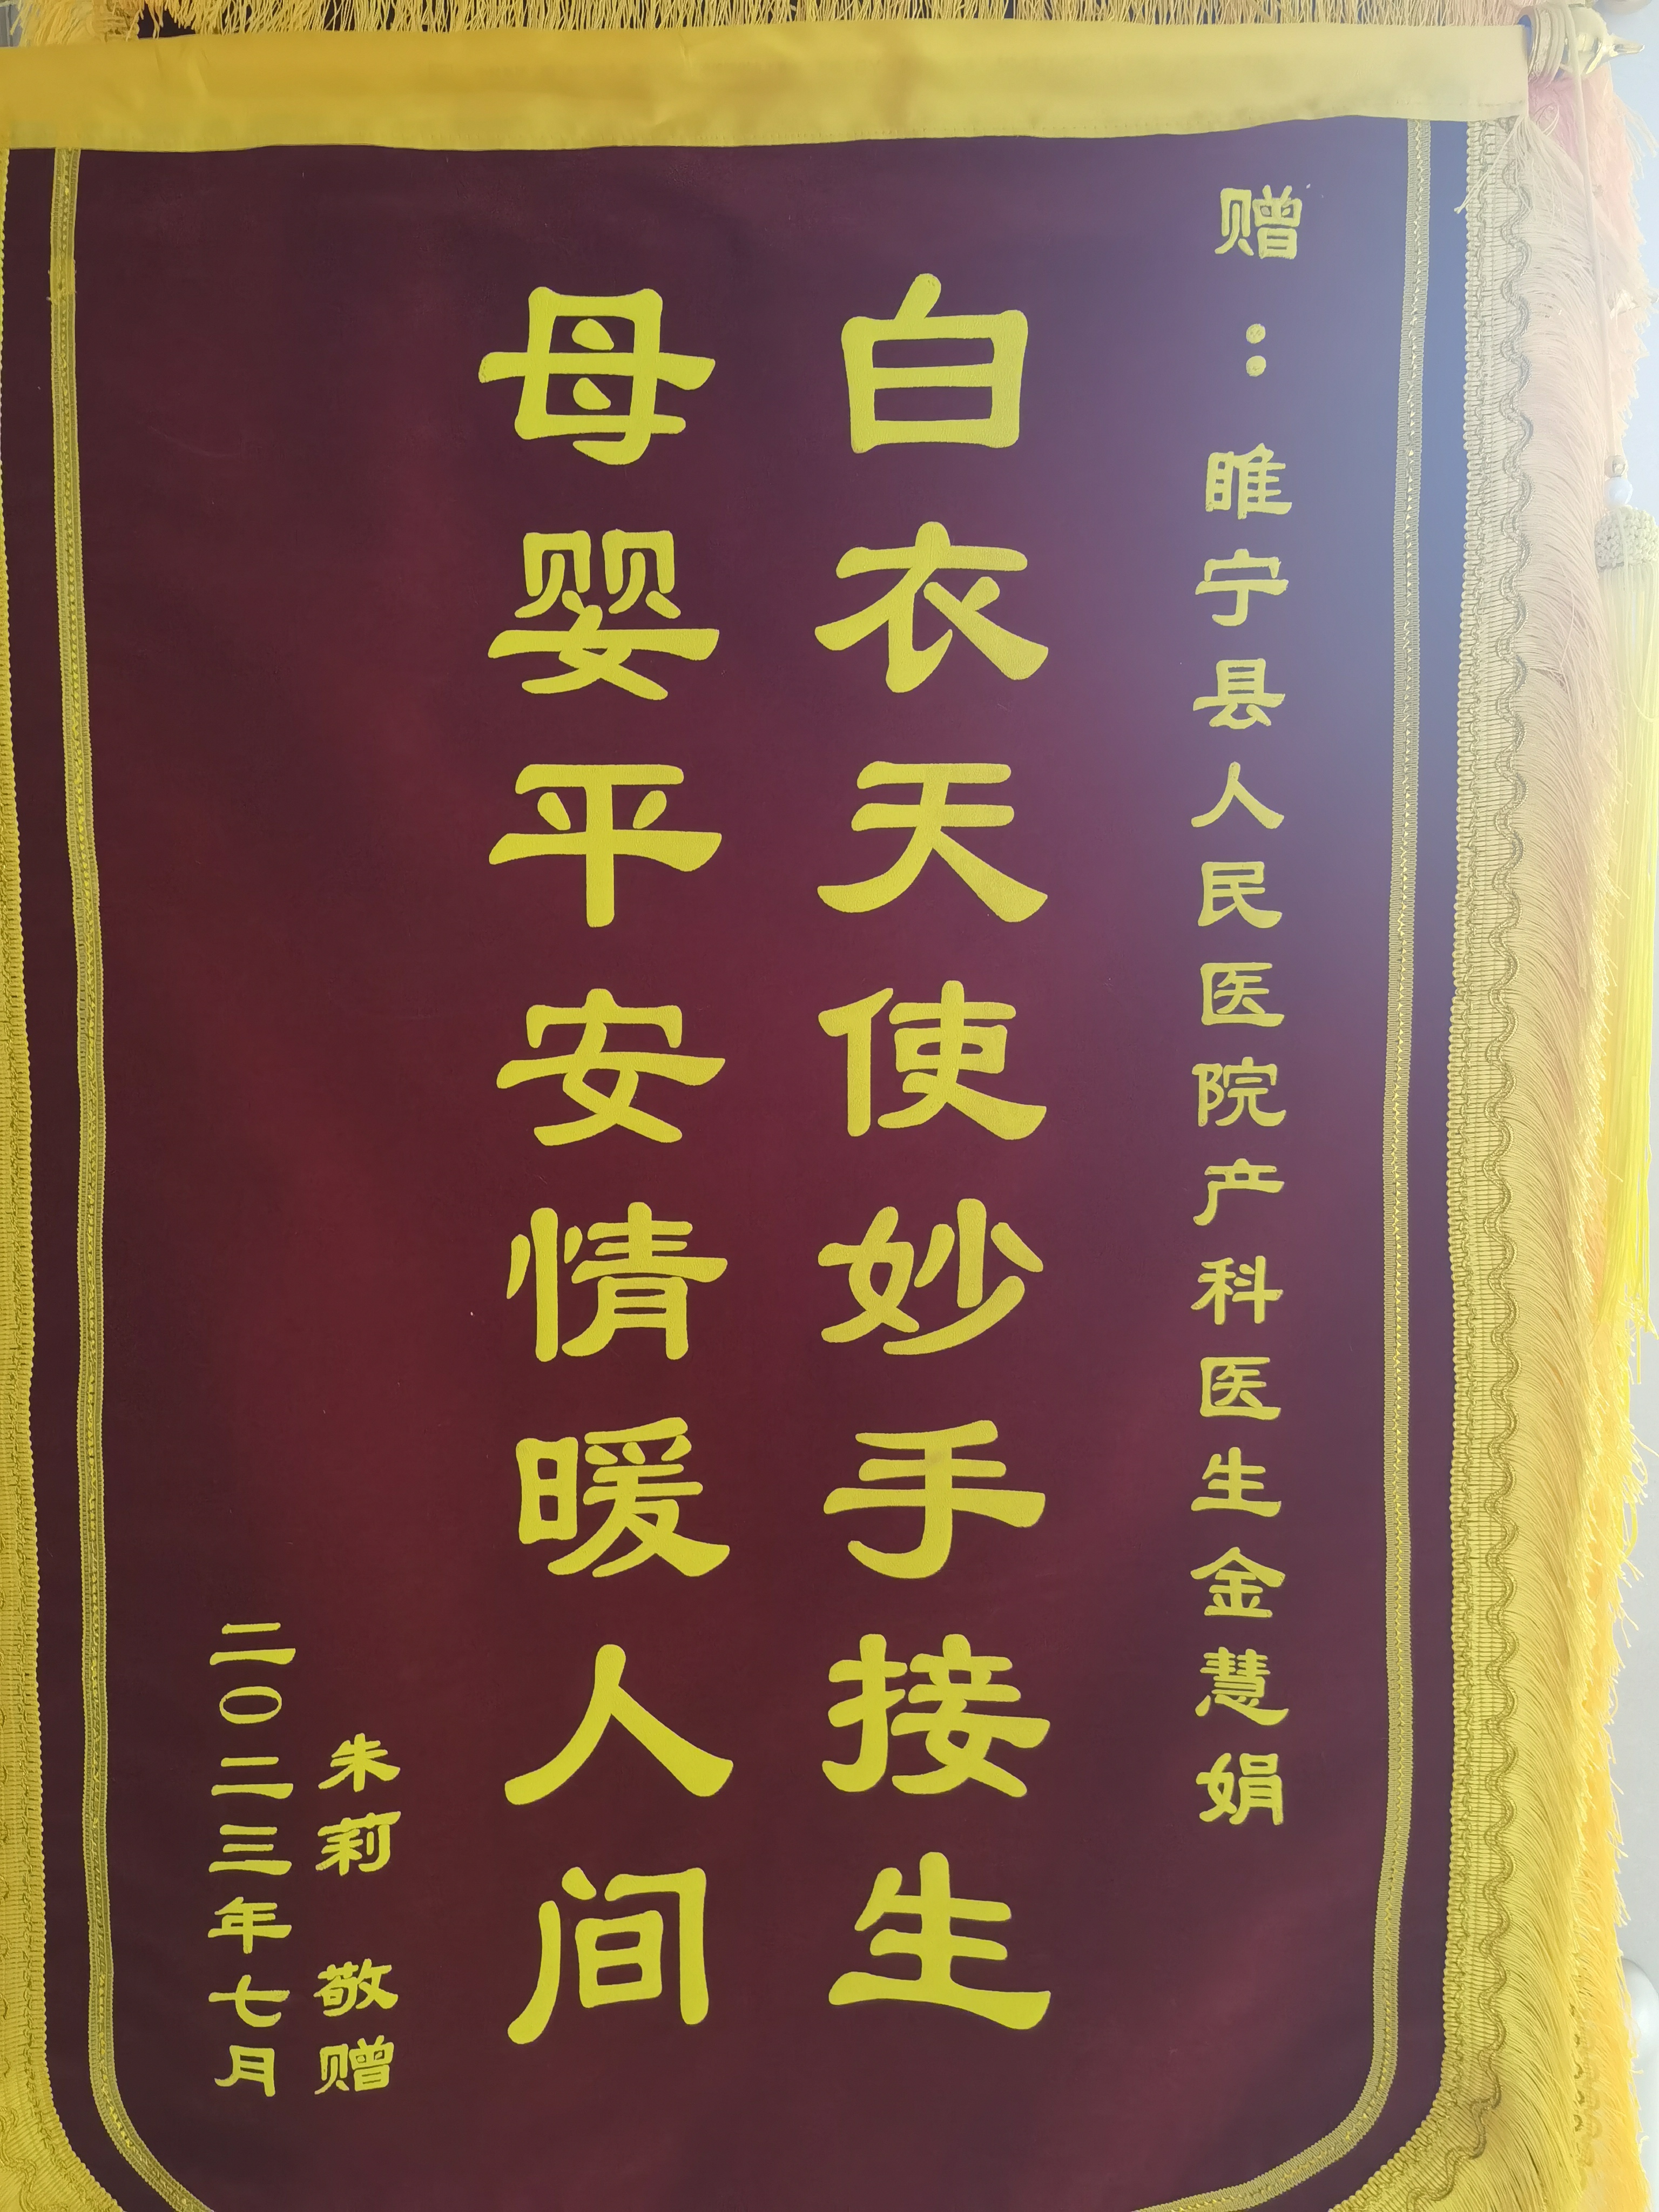 赠：睢宁县人民医院产科医生金慧娟
白衣天使妙手接生
母婴平安情暖人间
朱莉 敬赠
二〇二三年七月